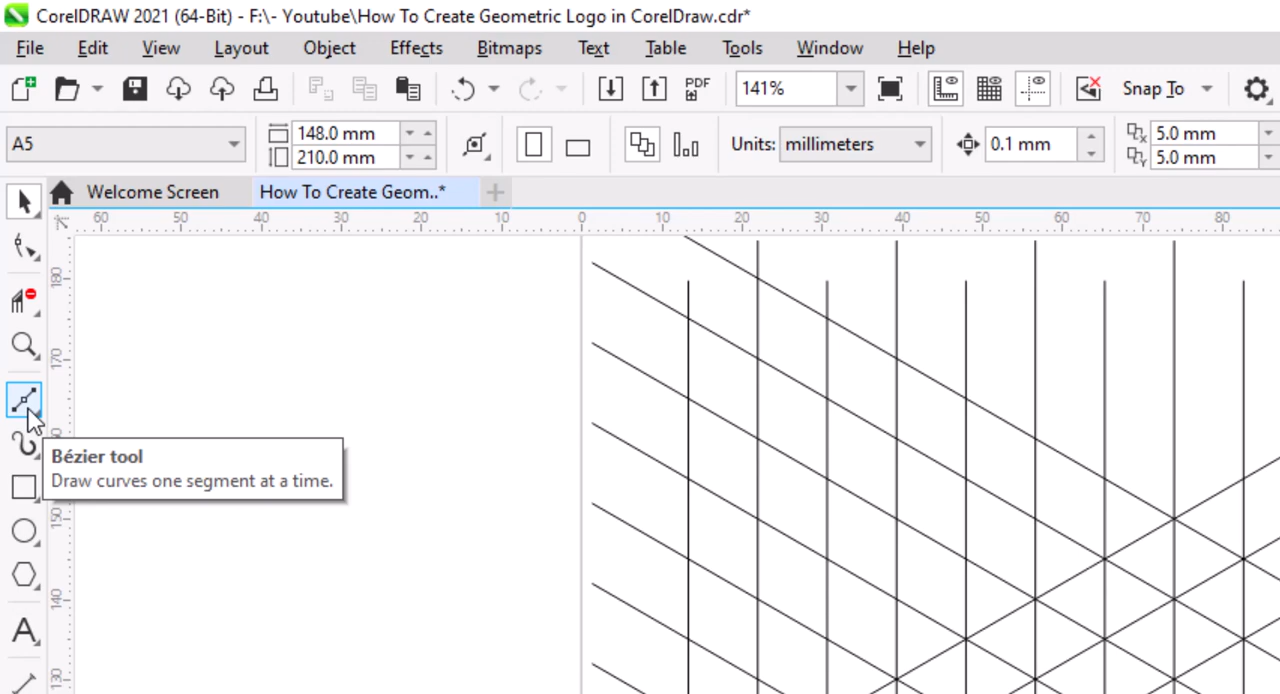 CorelDRAW 2021 (64-Bit) - F:\- Youtube\How To Create Geometric Logo in CorelDraw.cdr*
File Edit View Layout Object Effects Bitmaps Text Table Tools Window Help
PDF 141% Snap To
A5 148.0 mm 210.0 mm Units: millimeters 0.1 mm 5.0 mm 5.0 mm
Welcome Screen How To Create Geom..*
60 50 40 30 20 10 0 10 20 30 40 50 60 70 80
180
170
Bézier tool
Draw curves one segment at a time.
150
140
130